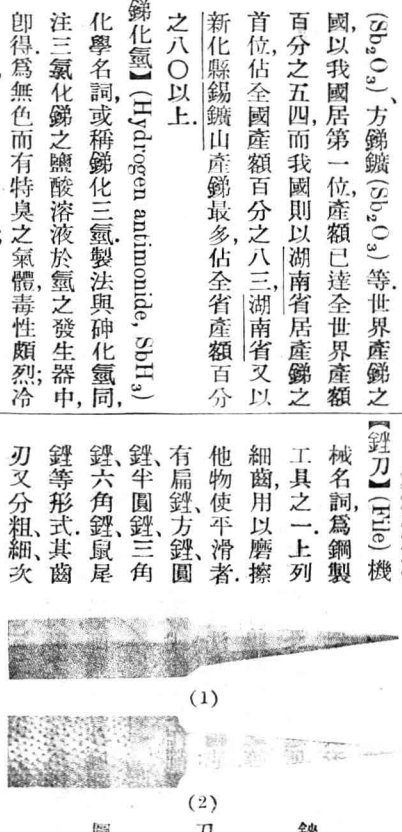 (Sb₂O₃)、方銻鑛(Sb₂O₃)等.世界產銻之
國,以我國居第一位,產額已達全世界產額
百分之五四,而我國則以湖南省居產銻之
首位,佔全國產額百分之八三,湖南省又以
新化縣錫鑛山產銻最多,佔全省產額百分
之八〇以上.
銻化氫】(Hydrogen antimonide, SbH₃)
化學名詞,或稱銻化三氫.製法與砷化氫同,
注三氯化銻之鹽酸溶液於氫之發生器中,
卽得.爲無色而有特臭之氣體,毒性頗烈;冷
【銼刀】(File)機
械名詞,爲鋼製
工具之一.上列
細齒,用以磨擦
他物使平滑者.
有扁銼、方銼、圓
銼、半圓銼、三角
銼、六角銼、鼠尾
銼等形式.其齒
刃又分粗、細、次
(1)
(2)